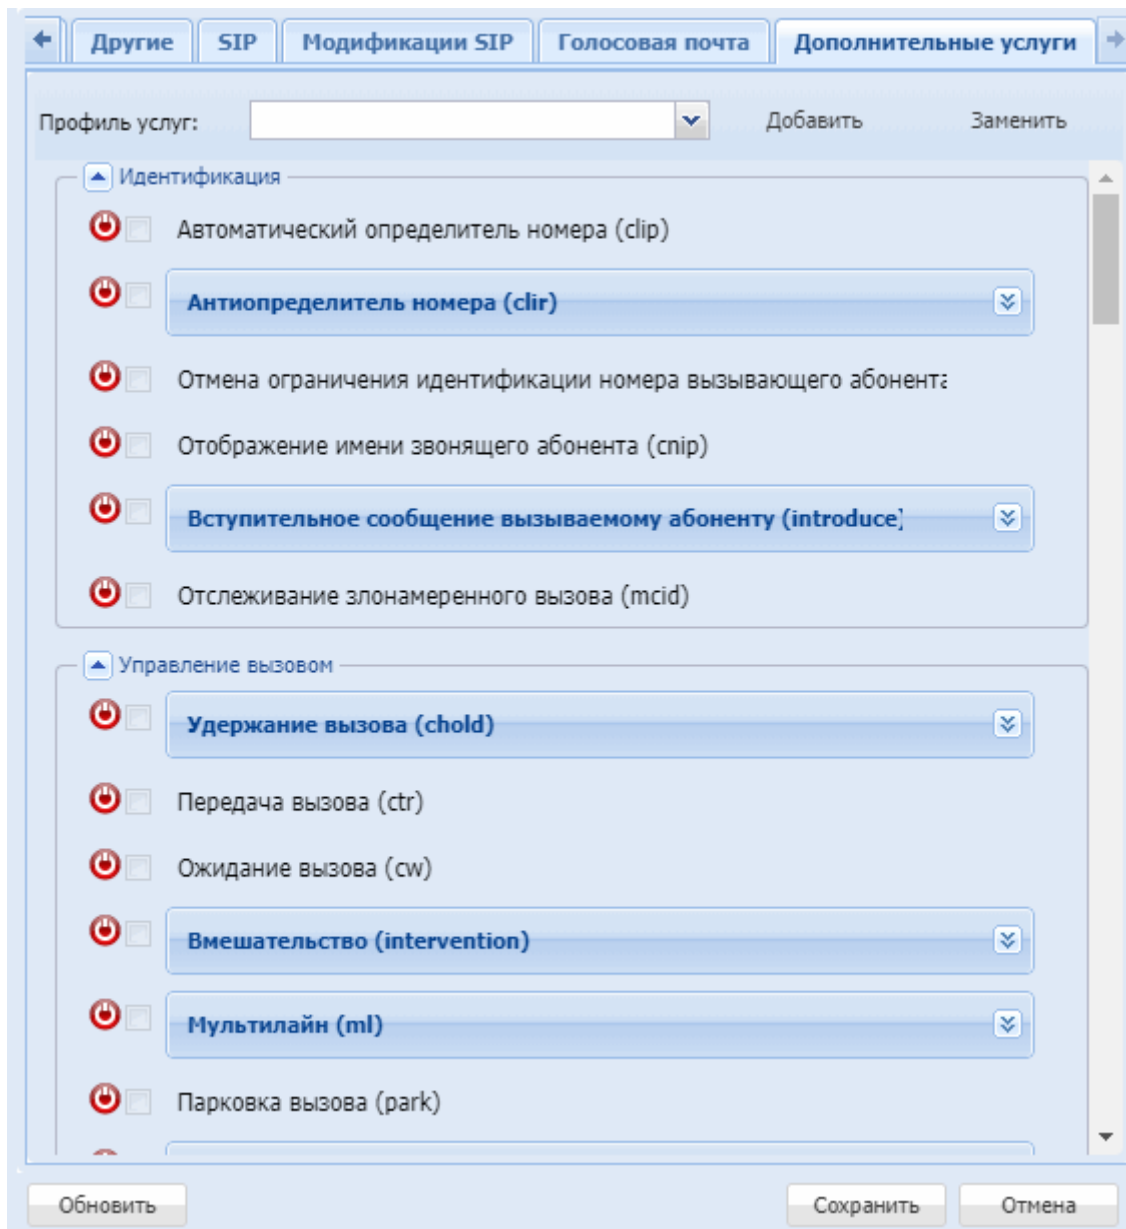 Другие SIP Модификации SIP Голосовая почта Дополнительные услуги
Профиль услуг: Добавить Заменить
Идентификация
Автоматический определитель номера (clip)
Антиопределитель номера (clir)
Отмена ограничения идентификации номера вызывающего абонента
Отображение имени звонящего абонента (cnip)
Вступительное сообщение вызываемому абоненту (introduce)
Отслеживание злонамеренного вызова (mcid)
Управление вызовом
Удержание вызова (chold)
Передача вызова (ctr)
Ожидание вызова (cw)
Вмешательство (intervention)
Мультилайн (ml)
Парковка вызова (park)
Обновить Сохранить Отмена